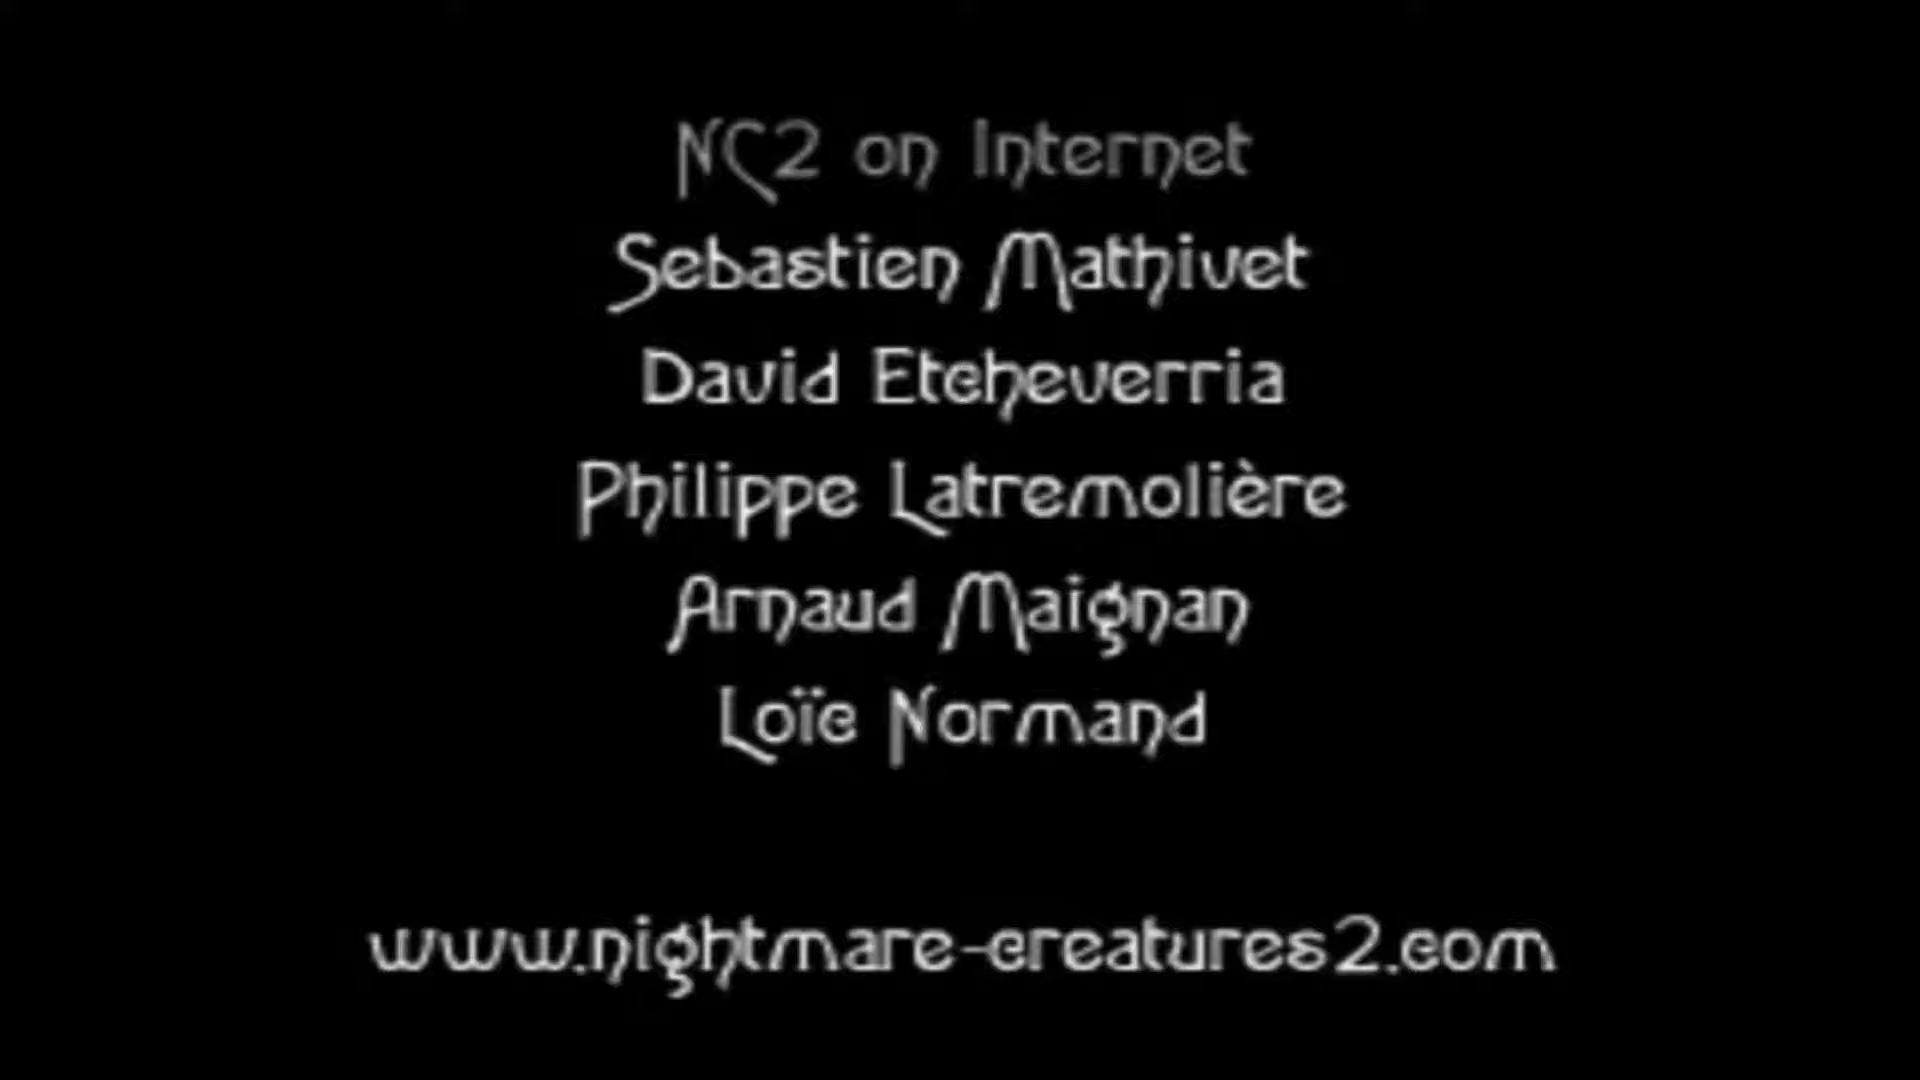 NC2 on Internet
Sebastien Mathivet
David Etcheverria
Philippe Latremolière
Arnaud Maignan
Loïc Normand
www.nightmare-creatures2.com